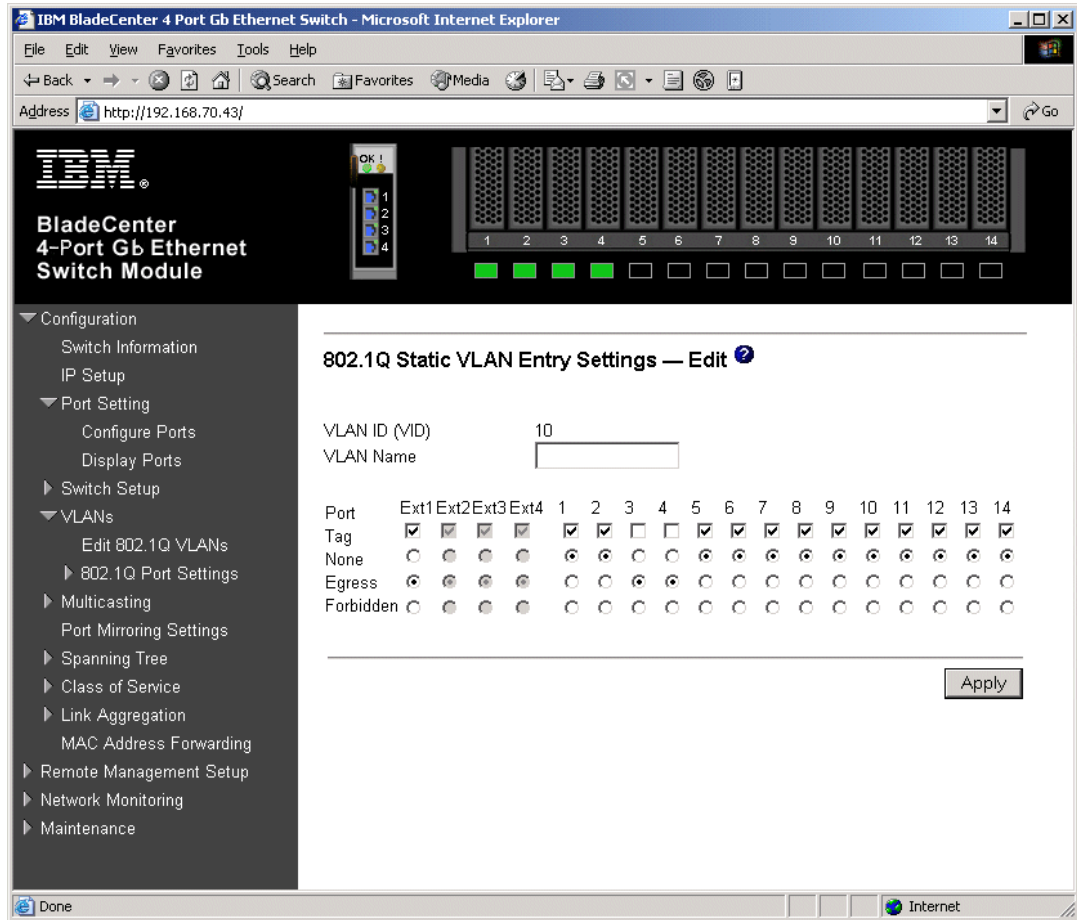 IBM BladeCenter 4 Port Gb Ethernet Switch - Microsoft Internet Explorer
File Edit View Favorites Tools Help
Back Search Favorites Media
Address http://192.168.70.43/ Go
IBM®
BladeCenter
4-Port Gb Ethernet
Switch Module
OK !
1
2
3
4
1 2 3 4 5 6 7 8 9 10 11 12 13 14
Configuration
Switch Information
IP Setup
Port Setting
Configure Ports
Display Ports
Switch Setup
VLANs
Edit 802.1Q VLANs
802.1Q Port Settings
Multicasting
Port Mirroring Settings
Spanning Tree
Class of Service
Link Aggregation
MAC Address Forwarding
Remote Management Setup
Network Monitoring
Maintenance
802.1Q Static VLAN Entry Settings — Edit ?
VLAN ID (VID) 10
VLAN Name
Port Ext1 Ext2 Ext3 Ext4 1 2 3 4 5 6 7 8 9 10 11 12 13 14
Tag
None
Egress
Forbidden
Apply
Done Internet